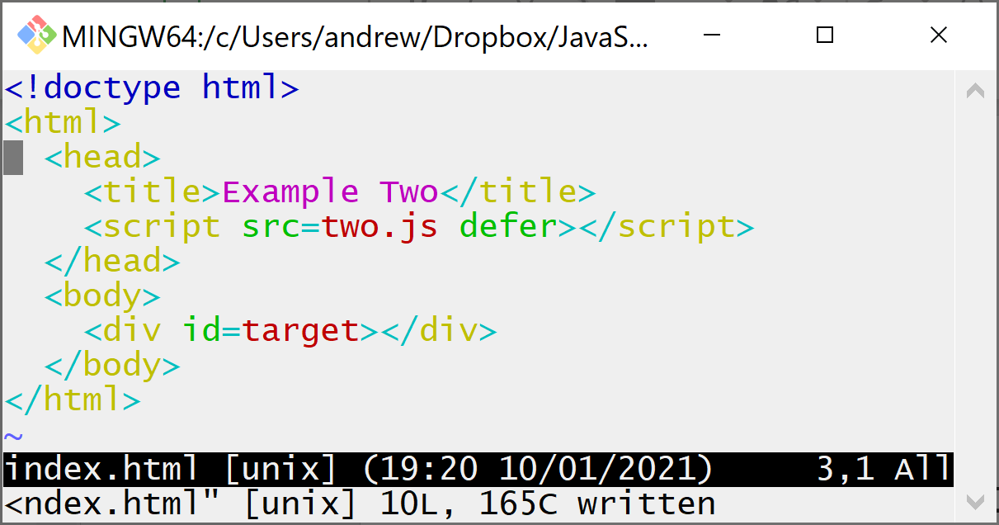 MINGW64:/c/Users/andrew/Dropbox/JavaS...
<!doctype html>
<html>
  <head>
    <title>Example Two</title>
    <script src=two.js defer></script>
  </head>
  <body>
    <div id=target></div>
  </body>
</html>
~
index.html [unix] (19:20 10/01/2021) 3,1 All
<ndex.html" [unix] 10L, 165C written